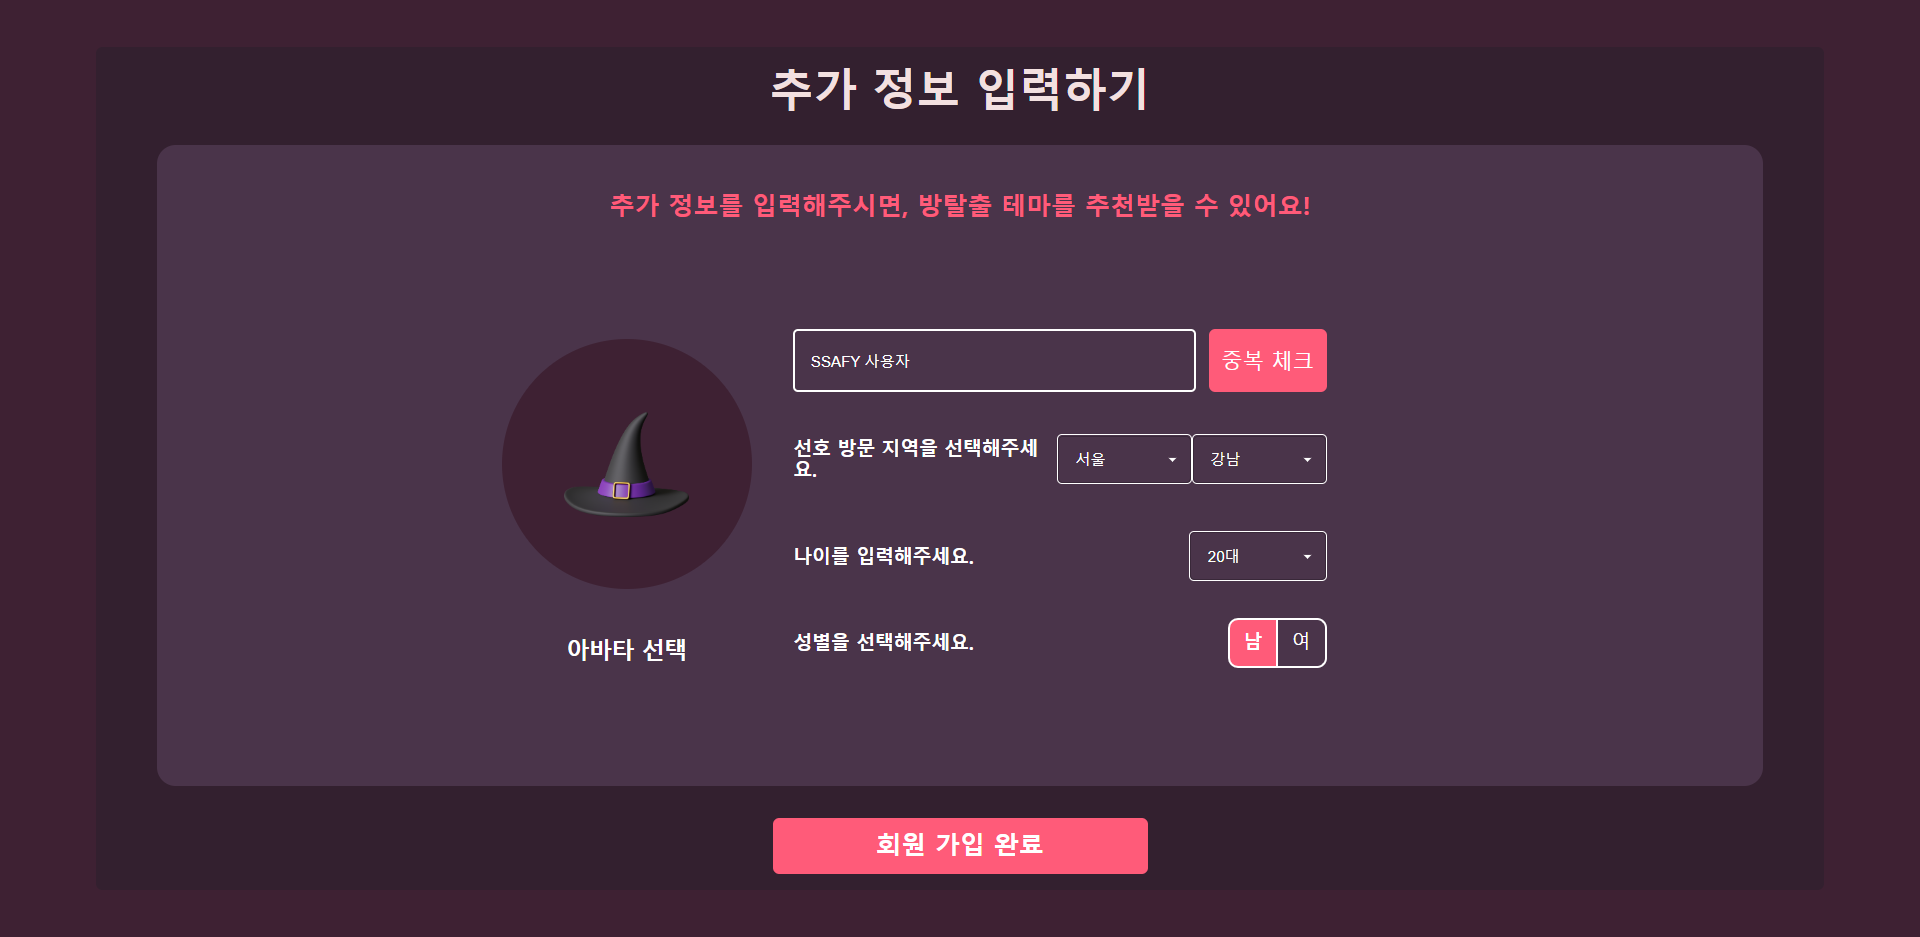 추가 정보 입력하기
추가 정보를 입력해주시면, 방탈출 테마를 추천받을 수 있어요!
SSAFY 사용자
중복 체크
선호 방문 지역을 선택해주세
요.
서울
강남
나이를 입력해주세요.
20대
성별을 선택해주세요.
남
여
아바타 선택
회원 가입 완료